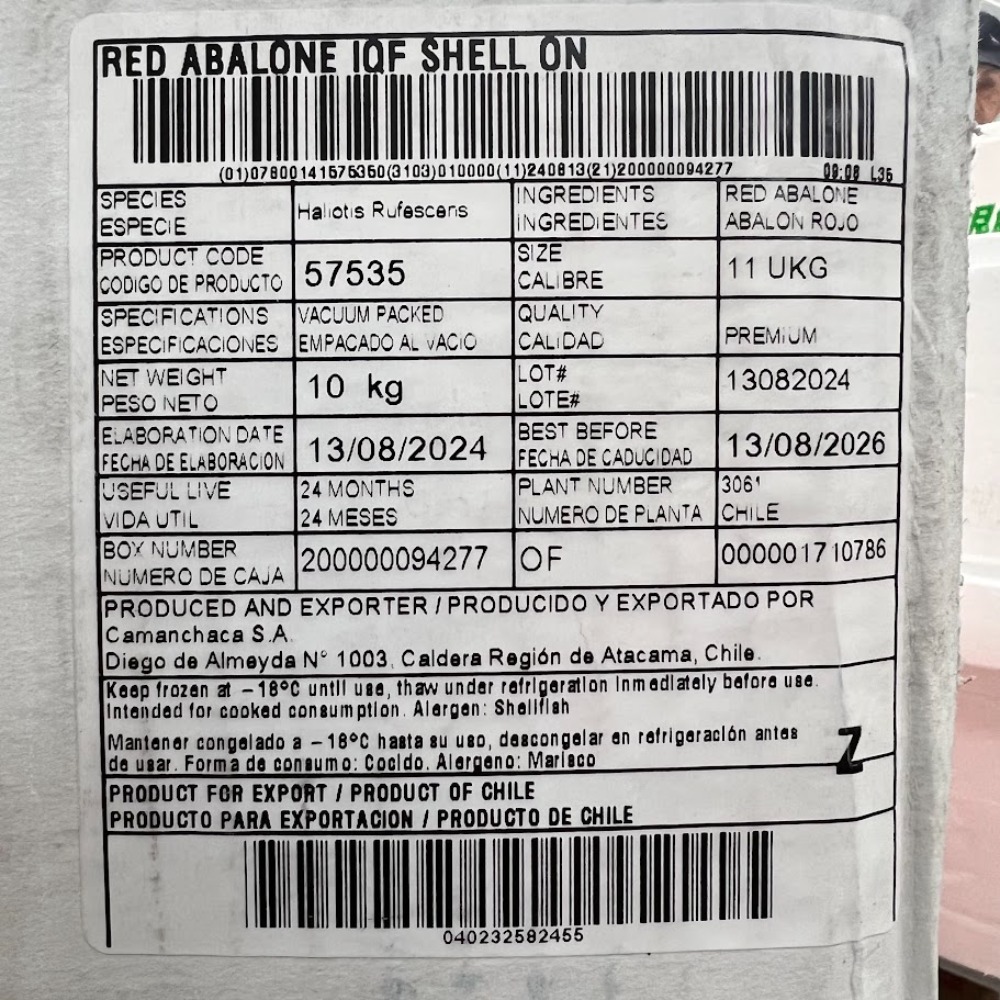 RED ABALONE IQF SHELL ON
(01)07800141575350(3103)010000(11)240813(21)200000094277 09:08 L35
SPECIES
ESPECIE
Haliotis Rufescens
INGREDIENTS
INGREDIENTES
RED ABALONE
ABALON ROJO
PRODUCT CODE
CODIGO DE PRODUCTO
57535
SIZE
CALIBRE
11 UKG
SPECIFICATIONS
ESPECIFICACIONES
VACUUM PACKED
EMPACADO AL VACIO
QUALITY
CALIDAD
PREMIUM
NET WEIGHT
PESO NETO
10 kg
LOT#
LOTE#
13082024
ELABORATION DATE
FECHA DE ELABORACION
13/08/2024
BEST BEFORE
FECHA DE CADUCIDAD
13/08/2026
USEFUL LIVE
VIDA UTIL
24 MONTHS
24 MESES
PLANT NUMBER
NUMERO DE PLANTA
3061
CHILE
BOX NUMBER
NUMERO DE CAJA
200000094277
OF
000001710786
PRODUCED AND EXPORTER / PRODUCIDO Y EXPORTADO POR
Camanchaca S.A.
Diego de Almeyda N° 1003, Caldera Región de Atacama, Chile.
Keep frozen at -18ºC until use, thaw under refrigeration inmediately before use.
Intended for cooked consumption. Alergen: Shellfish
Mantener congelado a -18ºC hasta su uso, descongelar en refrigeración antes
de usar. Forma de consumo: Cocido. Alergeno: Marisco
Z
PRODUCT FOR EXPORT / PRODUCT OF CHILE
PRODUCTO PARA EXPORTACION / PRODUCTO DE CHILE
040232582455